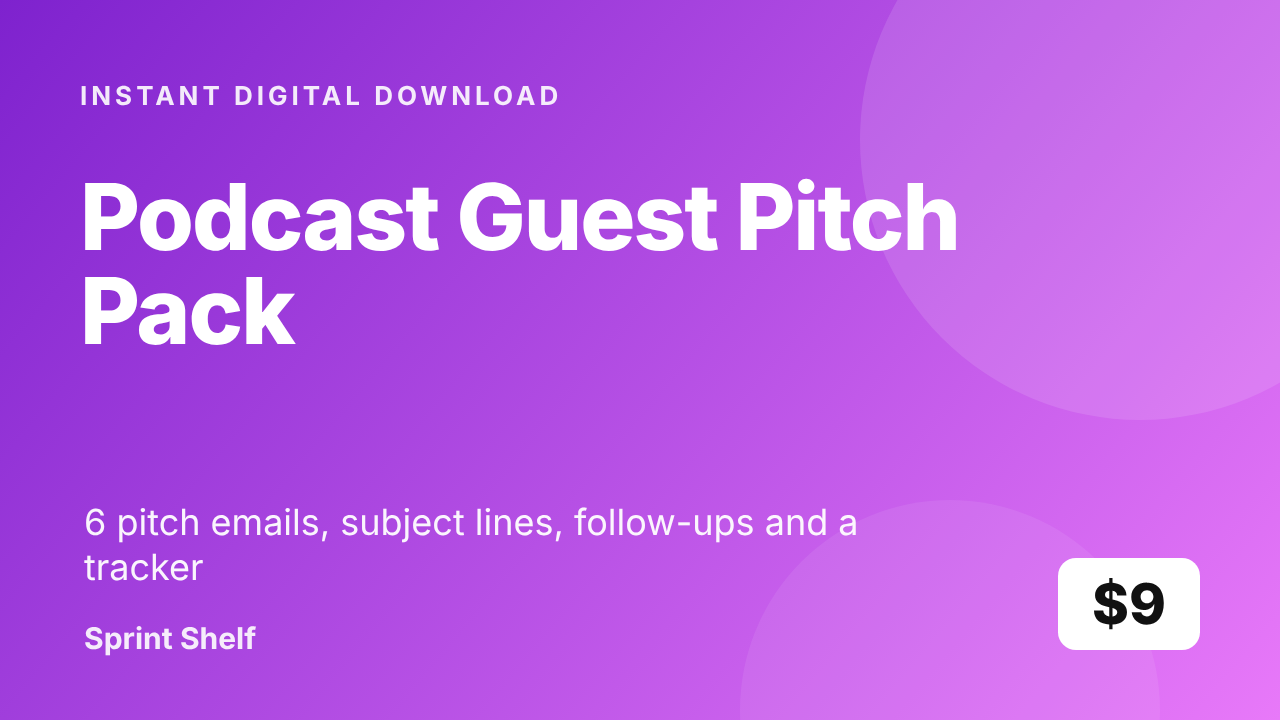 INSTANT DIGITAL DOWNLOAD
Podcast Guest Pitch
Pack
6 pitch emails, subject lines, follow-ups and a
tracker
Sprint Shelf
$9